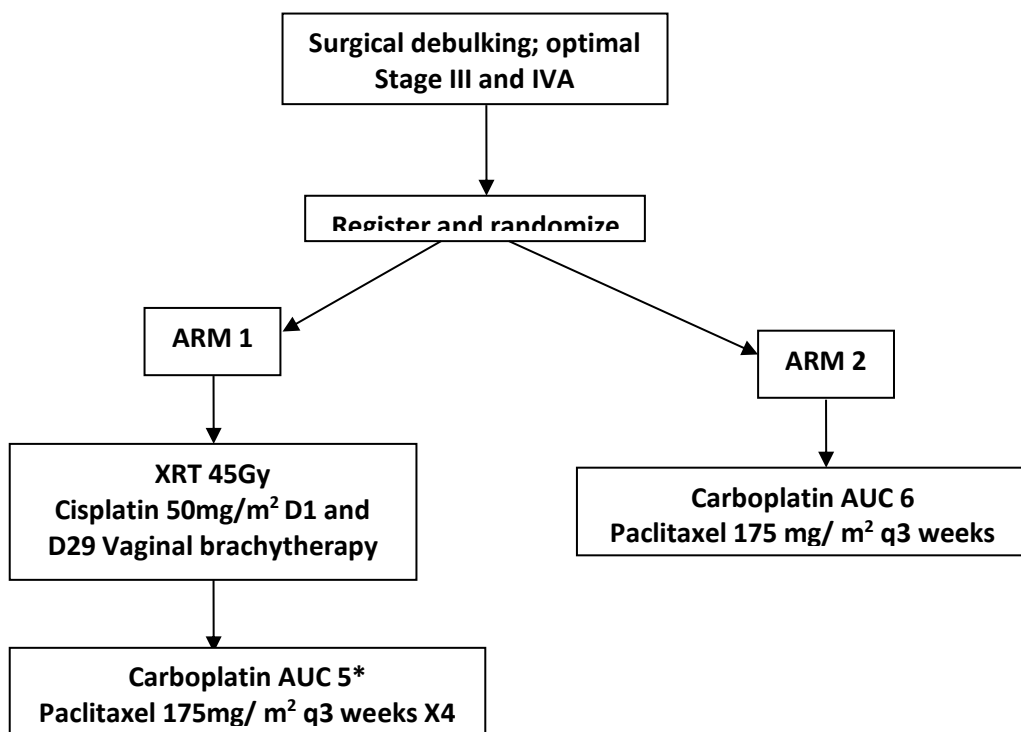 Surgical debulking; optimal
Stage III and IVA
Register and randomize
ARM 1
ARM 2
XRT 45Gy
Cisplatin 50mg/m² D1 and
D29 Vaginal brachytherapy
Carboplatin AUC 6
Paclitaxel 175 mg/ m² q3 weeks
Carboplatin AUC 5*
Paclitaxel 175mg/ m² q3 weeks X4